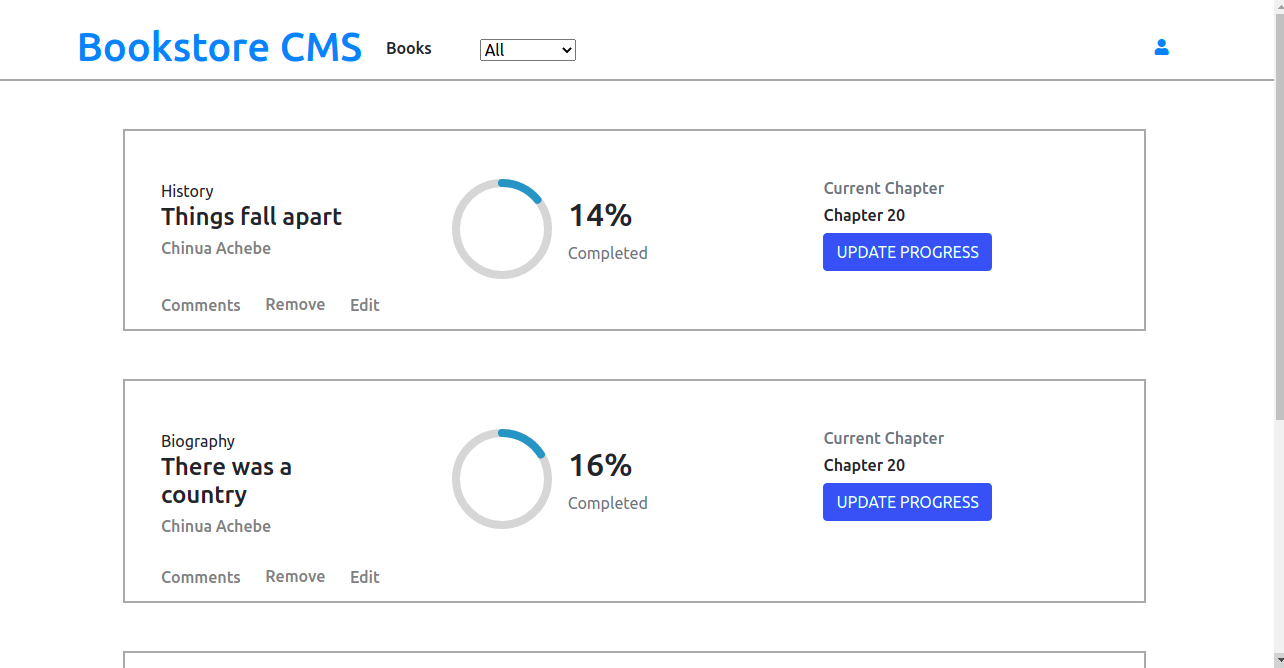 Bookstore CMS Books All
History
Things fall apart
Chinua Achebe
14%
Completed
Current Chapter
Chapter 20
UPDATE PROGRESS
Comments Remove Edit
Biography
There was a
country
Chinua Achebe
16%
Completed
Current Chapter
Chapter 20
UPDATE PROGRESS
Comments Remove Edit